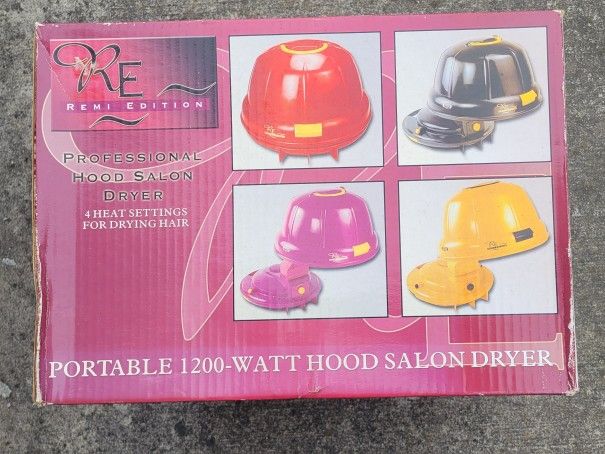 RE
REMI EDITION
PROFESSIONAL
HOOD SALON
DRYER
4 HEAT SETTINGS
FOR DRYING HAIR
PORTABLE 1200-WATT HOOD SALON DRYER